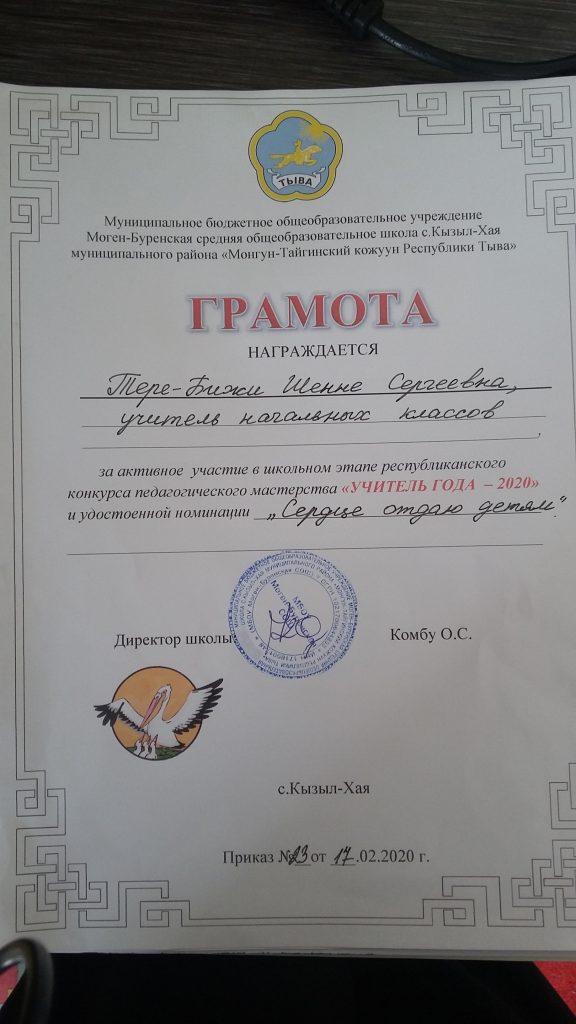 ТЫВА
Муниципальное бюджетное общеобразовательное учреждение
Моген-Буренская средняя общеобразовательное школа с.Кызыл-Хая
муниципального района «Монгун-Тайгинский кожуун Республики Тыва»
ГРАМОТА
НАГРАЖДАЕТСЯ
Тере-Бижи Шенне Сергеевна,
учитель начальных классов
,
за активное участие в школьном этапе республиканского
конкурса педагогического мастерства «УЧИТЕЛЬ ГОДА – 2020»
и удостоенной номинации „Сердце отдаю детям“.
Директор школы: Комбу О.С.
с.Кызыл-Хая
Приказ №23 от 17.02.2020 г.